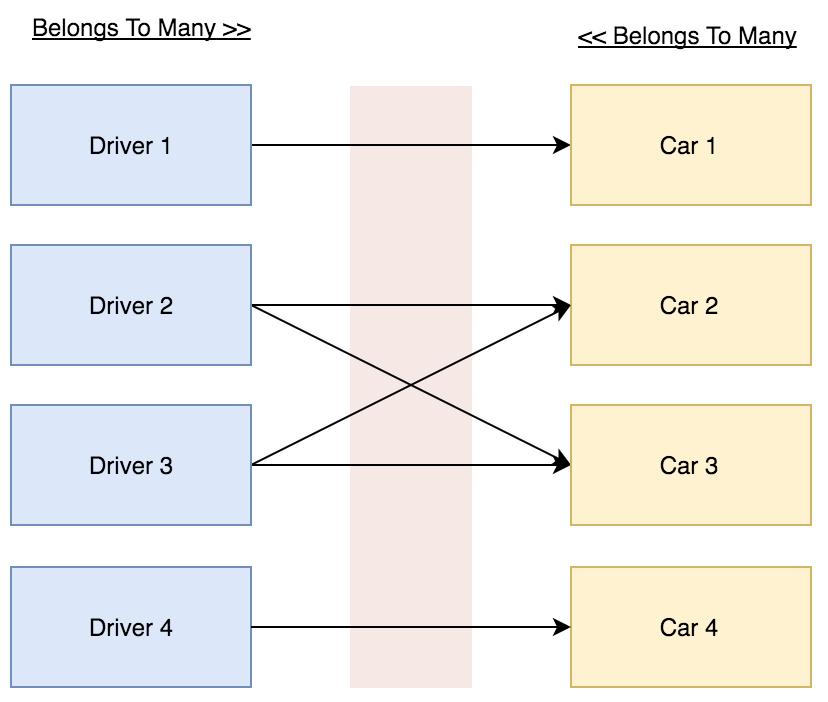 Belongs To Many >>
<< Belongs To Many
Driver 1
Car 1
Driver 2
Car 2
Driver 3
Car 3
Driver 4
Car 4